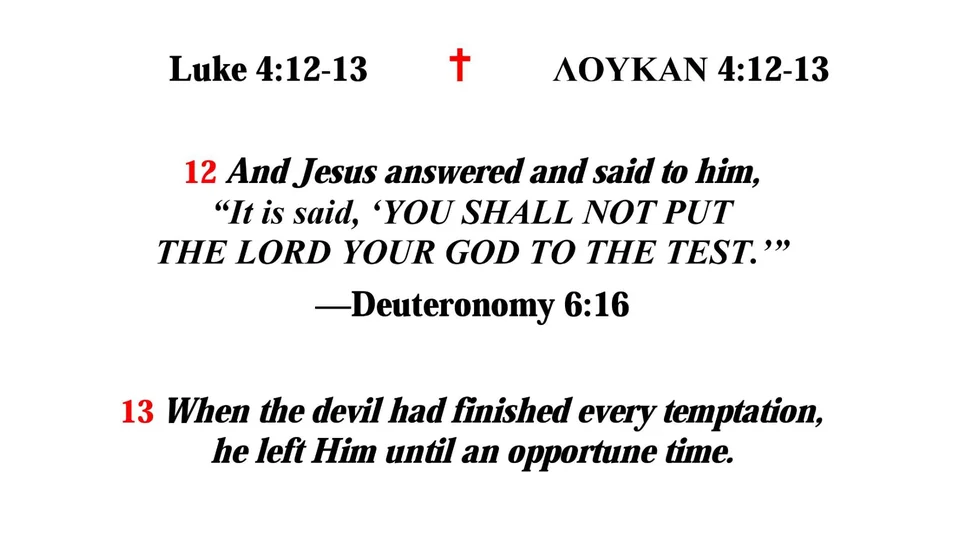 Luke 4:12-13 ✝ ΛΟΥΚΑΝ 4:12-13
12 And Jesus answered and said to him,
“It is said, ‘YOU SHALL NOT PUT
THE LORD YOUR GOD TO THE TEST.’”
—Deuteronomy 6:16
13 When the devil had finished every temptation,
he left Him until an opportune time.